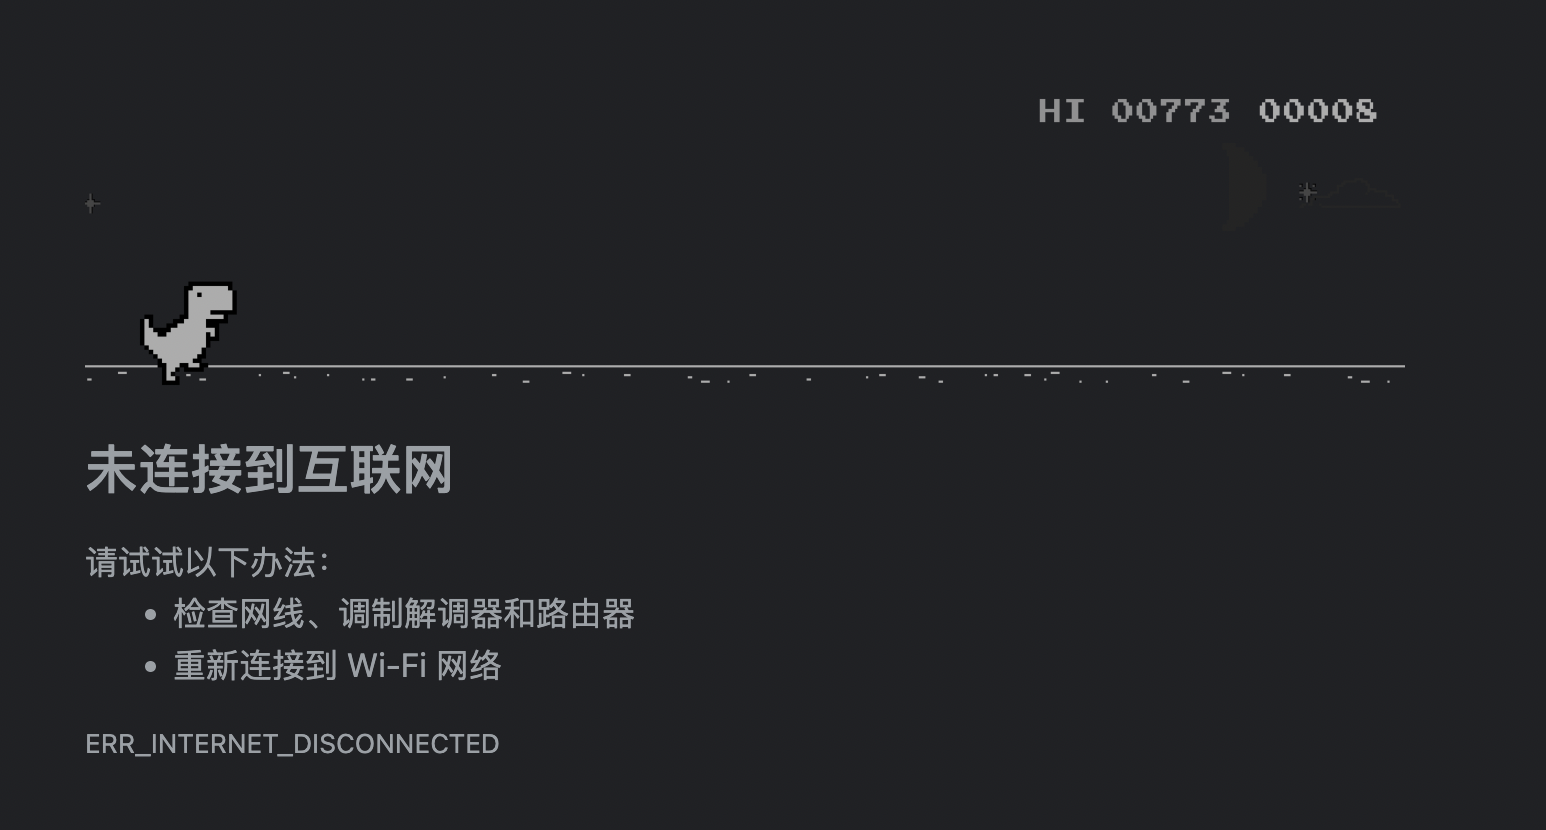 HI 00773 00008
未连接到互联网
请试试以下办法：
• 检查网线、调制解调器和路由器
• 重新连接到 Wi-Fi 网络
ERR_INTERNET_DISCONNECTED